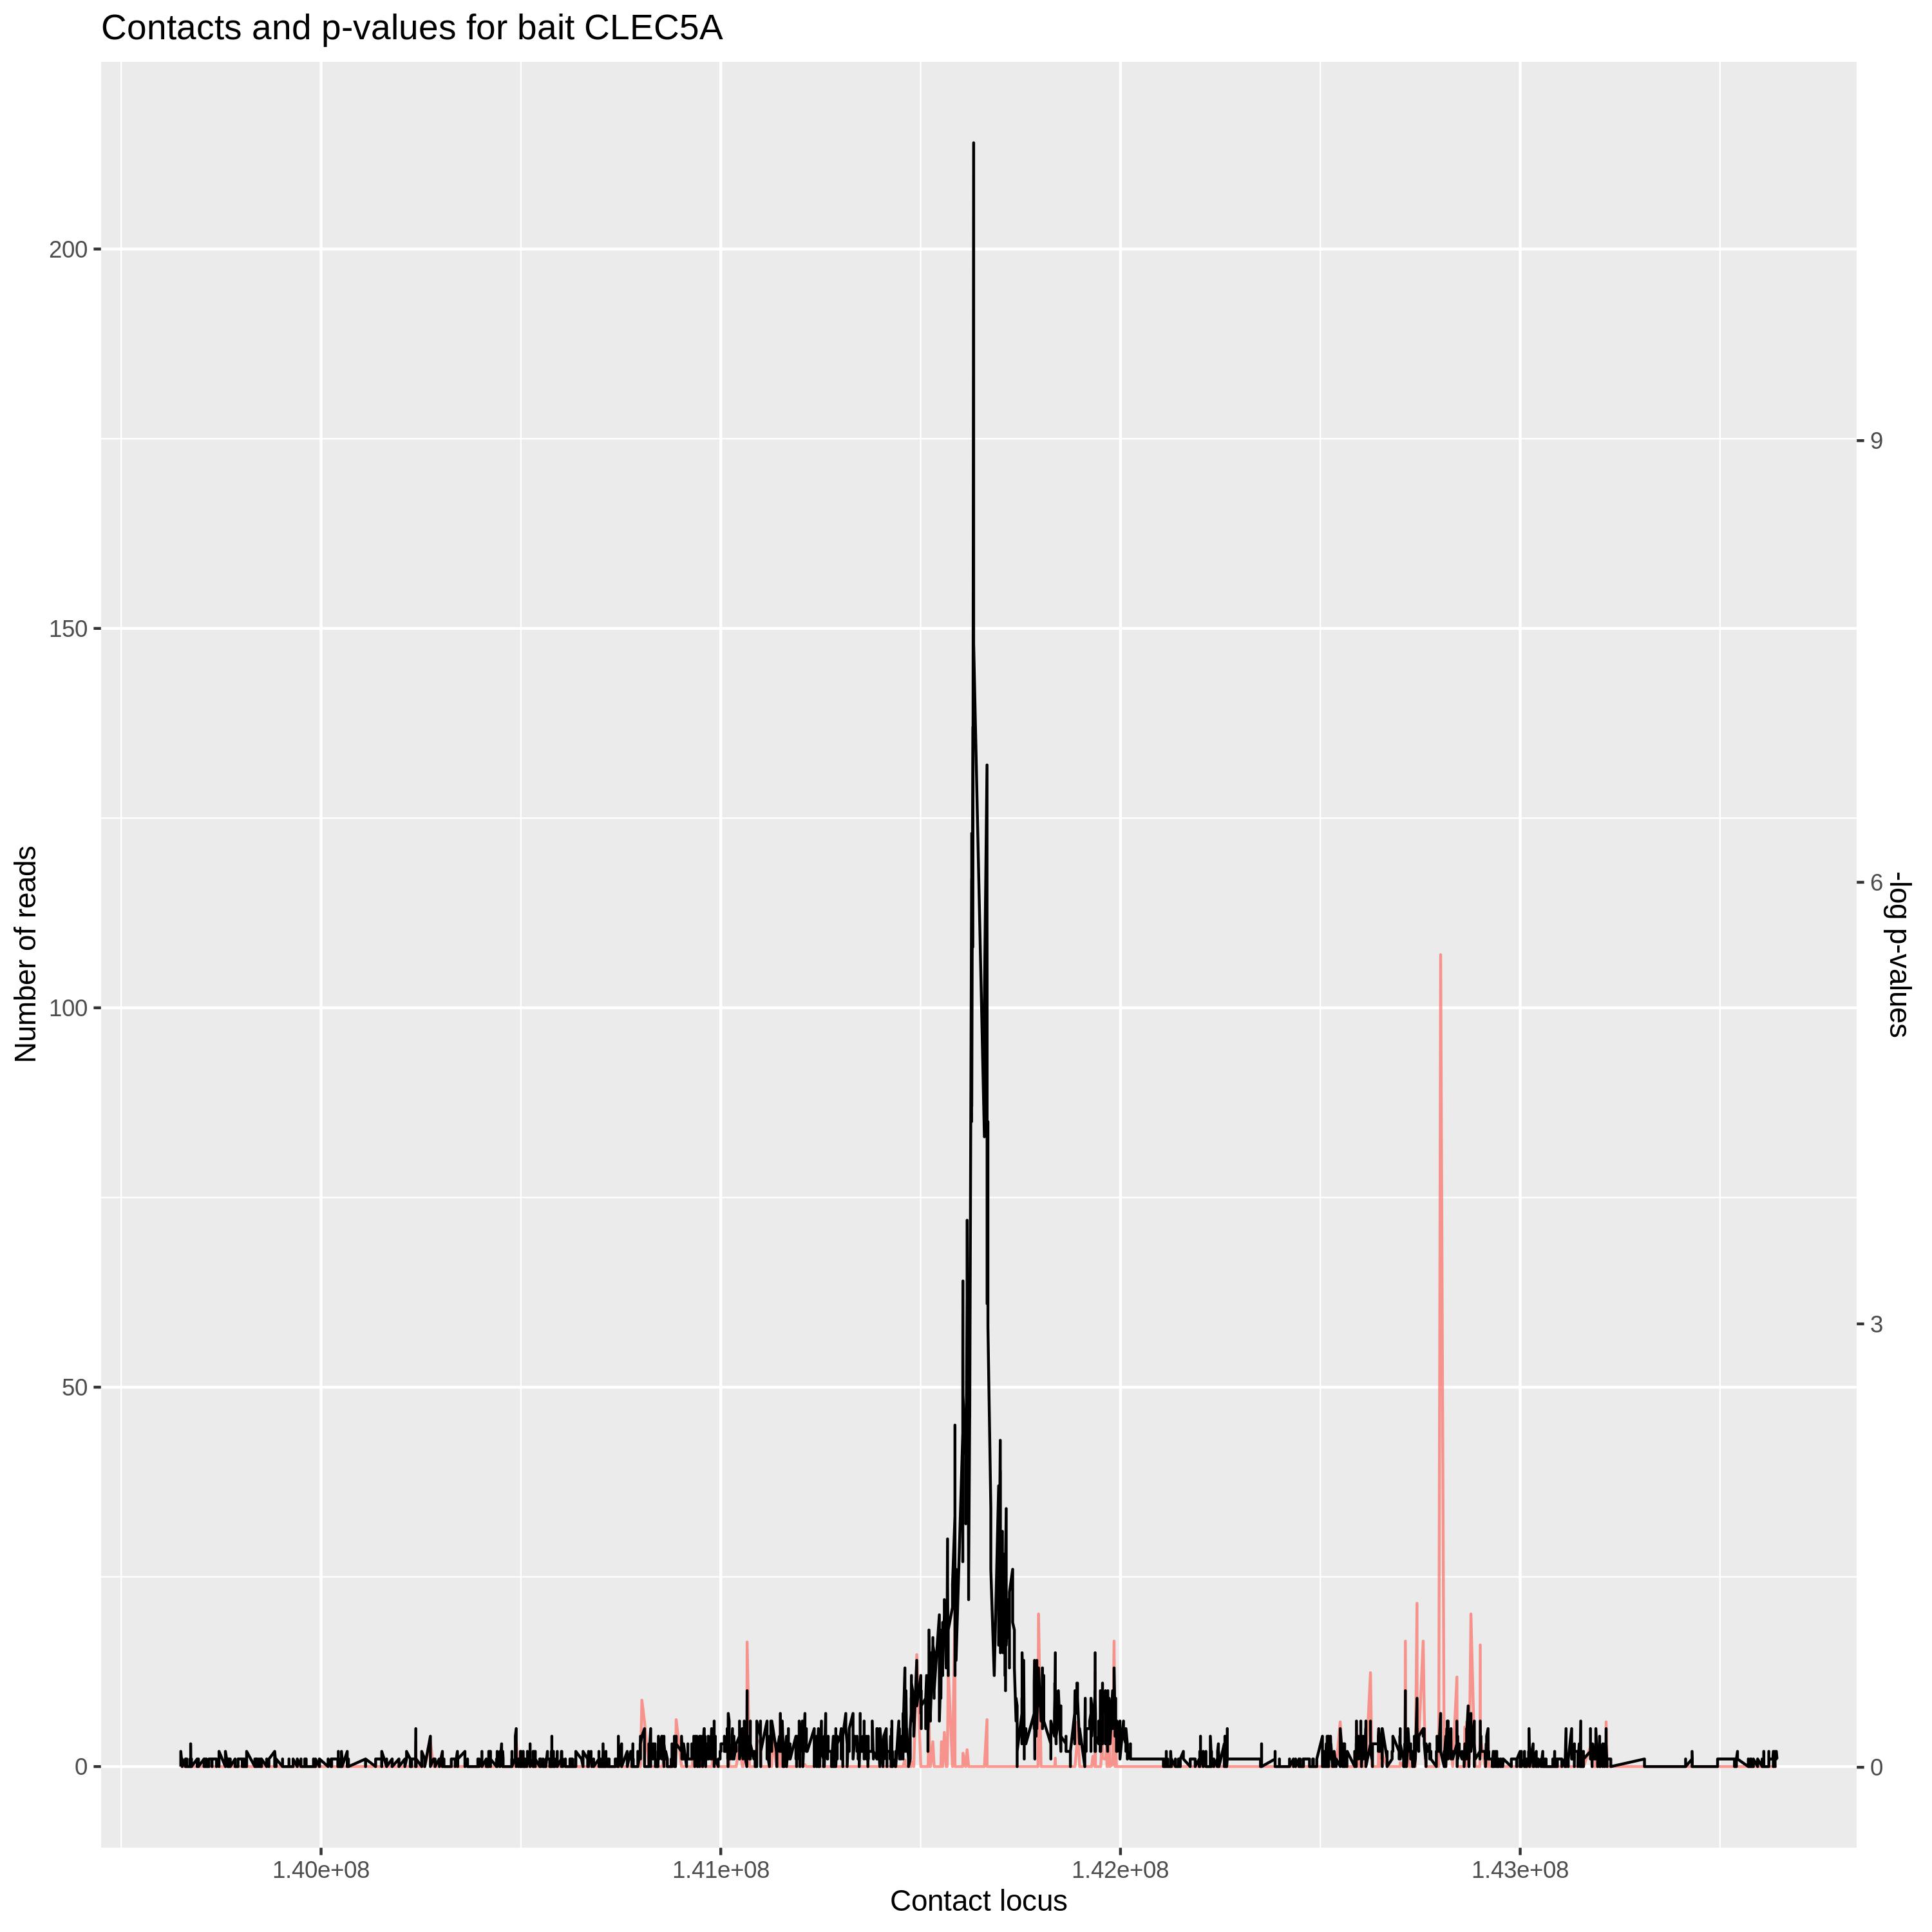 Contacts and p-values for bait CLEC5A
200
150
100
50
0
Number of reads
9
6
3
0
-log p-values
1.40e+08 1.41e+08 1.42e+08 1.43e+08
Contact locus